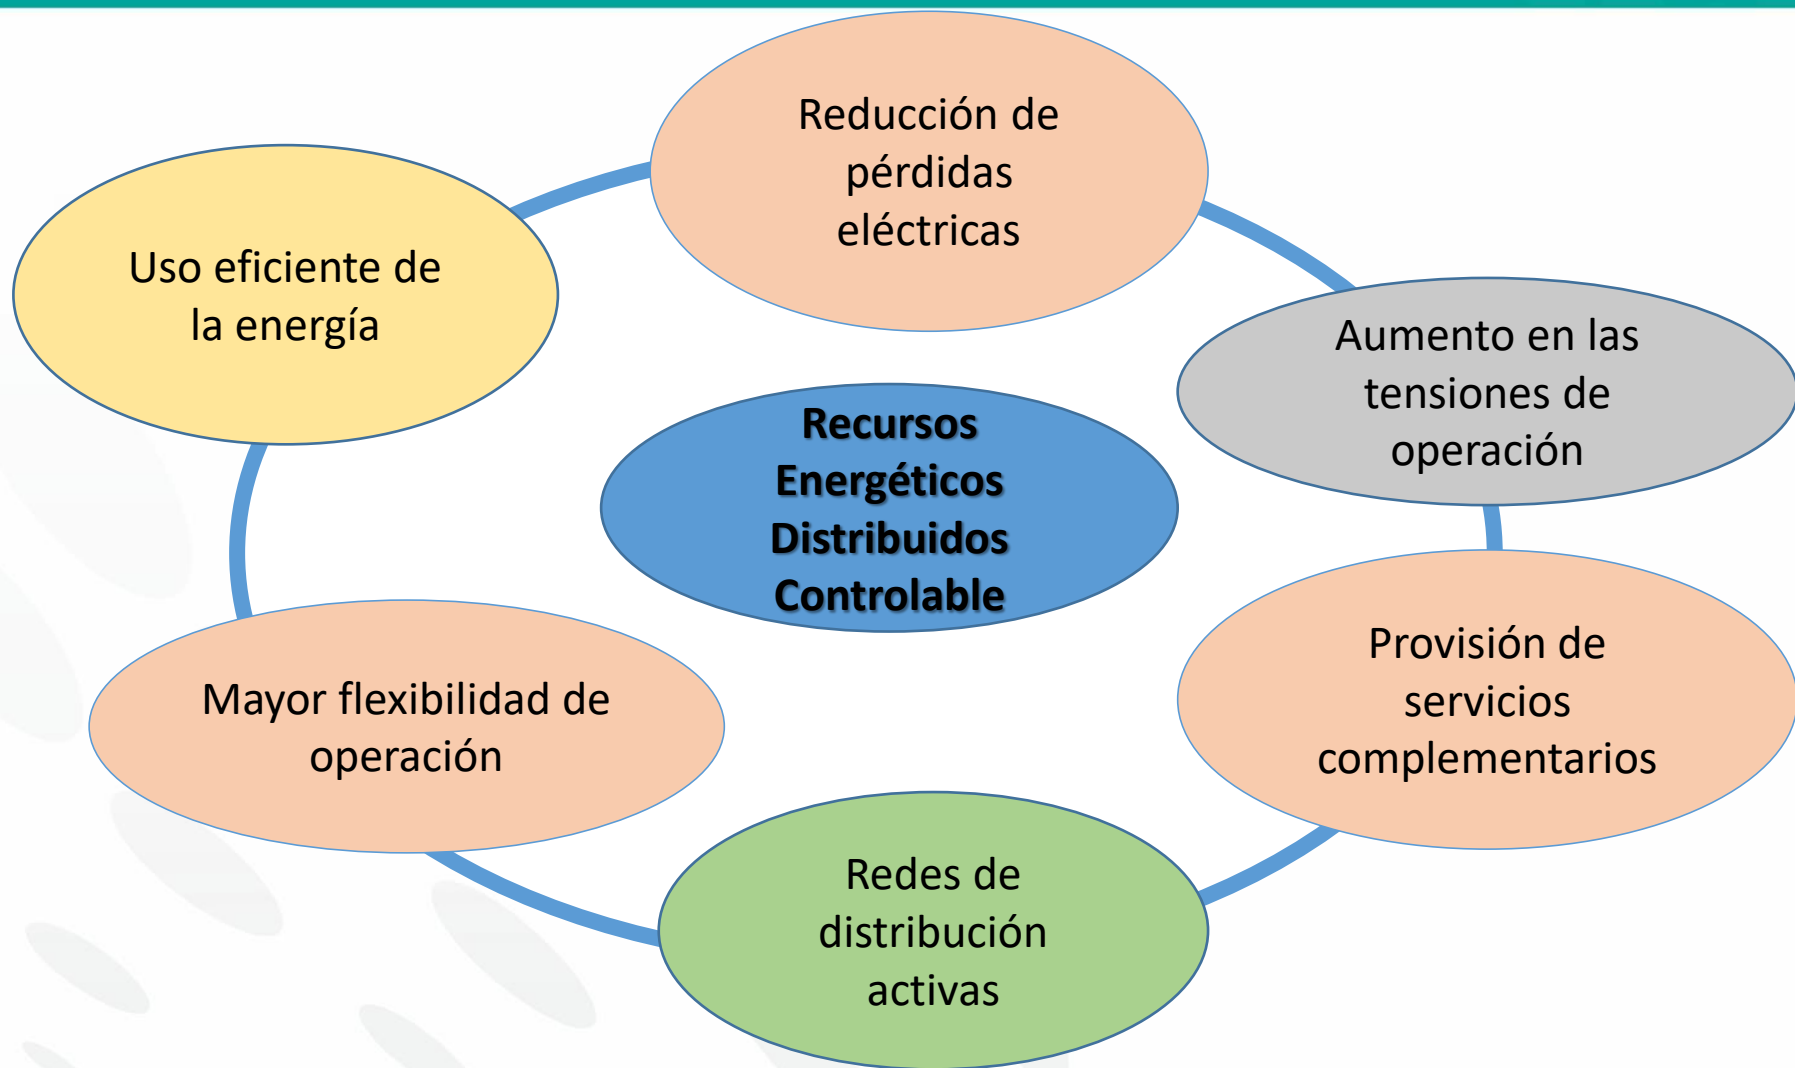 Reducción de
pérdidas
eléctricas
Uso eficiente de
la energía
Aumento en las
tensiones de
operación
Recursos
Energéticos
Distribuidos
Controlable
Provisión de
servicios
complementarios
Mayor flexibilidad de
operación
Redes de
distribución
activas